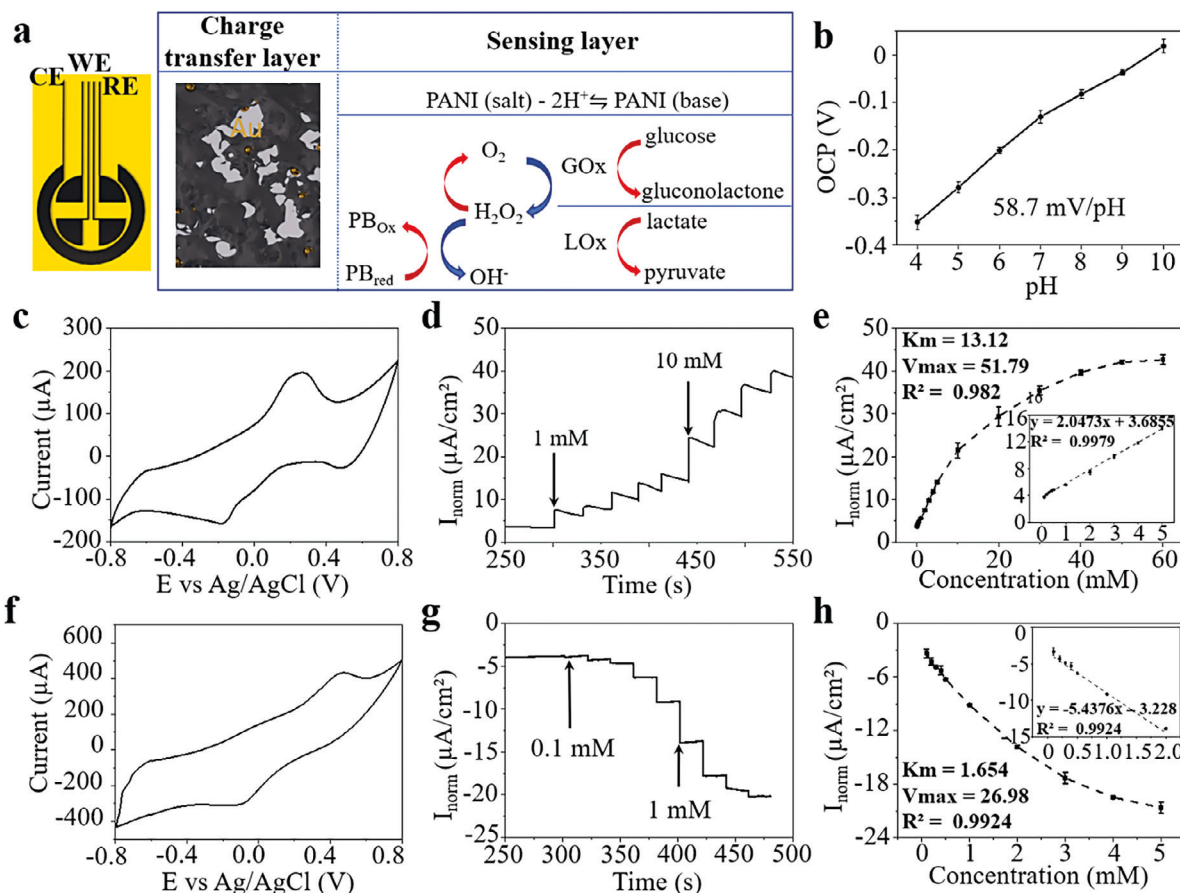 a
CE
WE
RE
Charge
transfer layer
Sensing layer
Au
PANI (salt) - 2H⁺⇋ PANI (base)
O₂
H₂O₂
OH⁻
PBOx
PBred
GOx
glucose
gluconolactone
LOx
lactate
pyruvate
b
OCP (V)
0
-0.1
-0.2
-0.3
-0.4
58.7 mV/pH
4 5 6 7 8 9 10
pH
c
Current (µA)
300
200
100
0
-100
-200
-0.8 -0.4 0.0 0.4 0.8
E vs Ag/AgCl (V)
d
Inorm (µA/cm²)
50
40
30
20
10
0
1 mM
10 mM
250 300 350 400 450 500 550
Time (s)
e
Inorm (µA/cm²)
50
40
30
20
10
0
Km = 13.12
Vmax = 51.79
R² = 0.982
16
16
12
8
4
0
y = 2.0473x + 3.6855
R² = 0.9979
0 1 2 3 4 5
0 20 40 60
Concentration (mM)
f
Current (µA)
600
400
200
0
-200
-400
-0.8 -0.4 0.0 0.4 0.8
E vs Ag/AgCl (V)
g
Inorm (µA/cm²)
0
-5
-10
-15
-20
-25
0.1 mM
1 mM
250 300 350 400 450 500
Time (s)
h
Inorm (µA/cm²)
0
-6
-12
-18
-24
0
-5
-10
15
y = -5.4376x - 3.228
R² = 0.9924
0 0.5 1.0 1.5 2.0
Km = 1.654
Vmax = 26.98
R² = 0.9924
0 1 2 3 4 5
Concentration (mM)